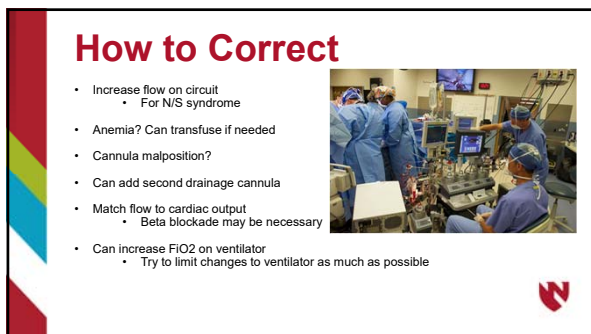 How to Correct
• Increase flow on circuit
• For N/S syndrome
• Anemia? Can transfuse if needed
• Cannula malposition?
• Can add second drainage cannula
• Match flow to cardiac output
• Beta blockade may be necessary
• Can increase FiO2 on ventilator
• Try to limit changes to ventilator as much as possible
N